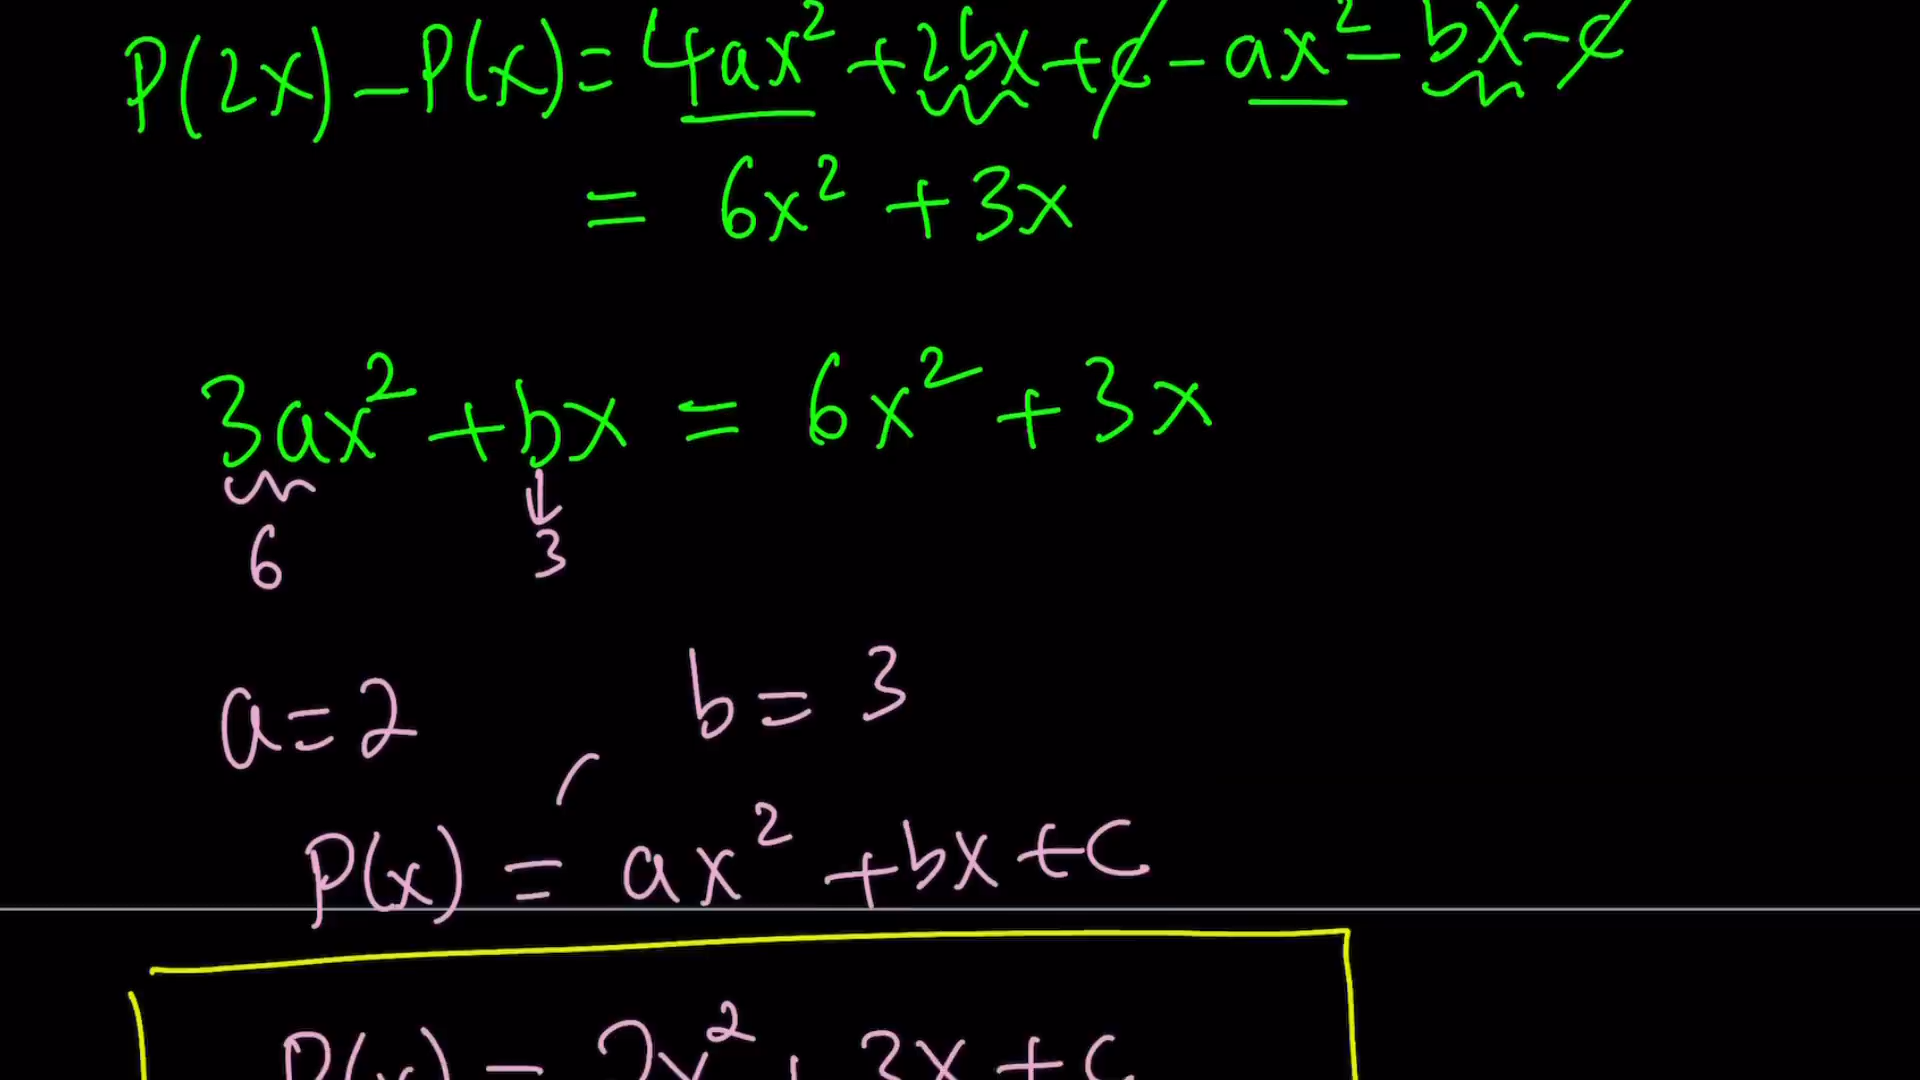 P(2x) - P(x) = 4ax² + 2bx + c - ax² - bx - c
= 6x² + 3x
3ax² + bx = 6x² + 3x
6 3
a = 2 b = 3
P(x) = ax² + bx + c
P(x) = 2x² + 3x + c